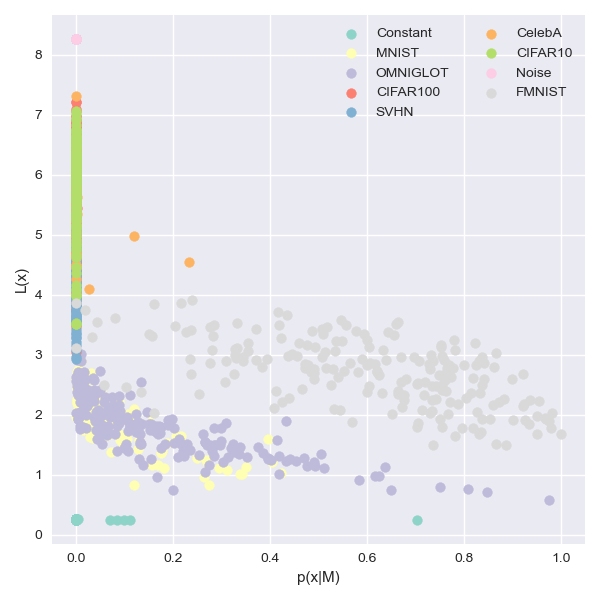 Constant
MNIST
OMNIGLOT
CIFAR100
SVHN
CelebA
CIFAR10
Noise
FMNIST
L(x)
8
7
6
5
4
3
2
1
0
0.0 0.2 0.4 0.6 0.8 1.0
p(x|M)